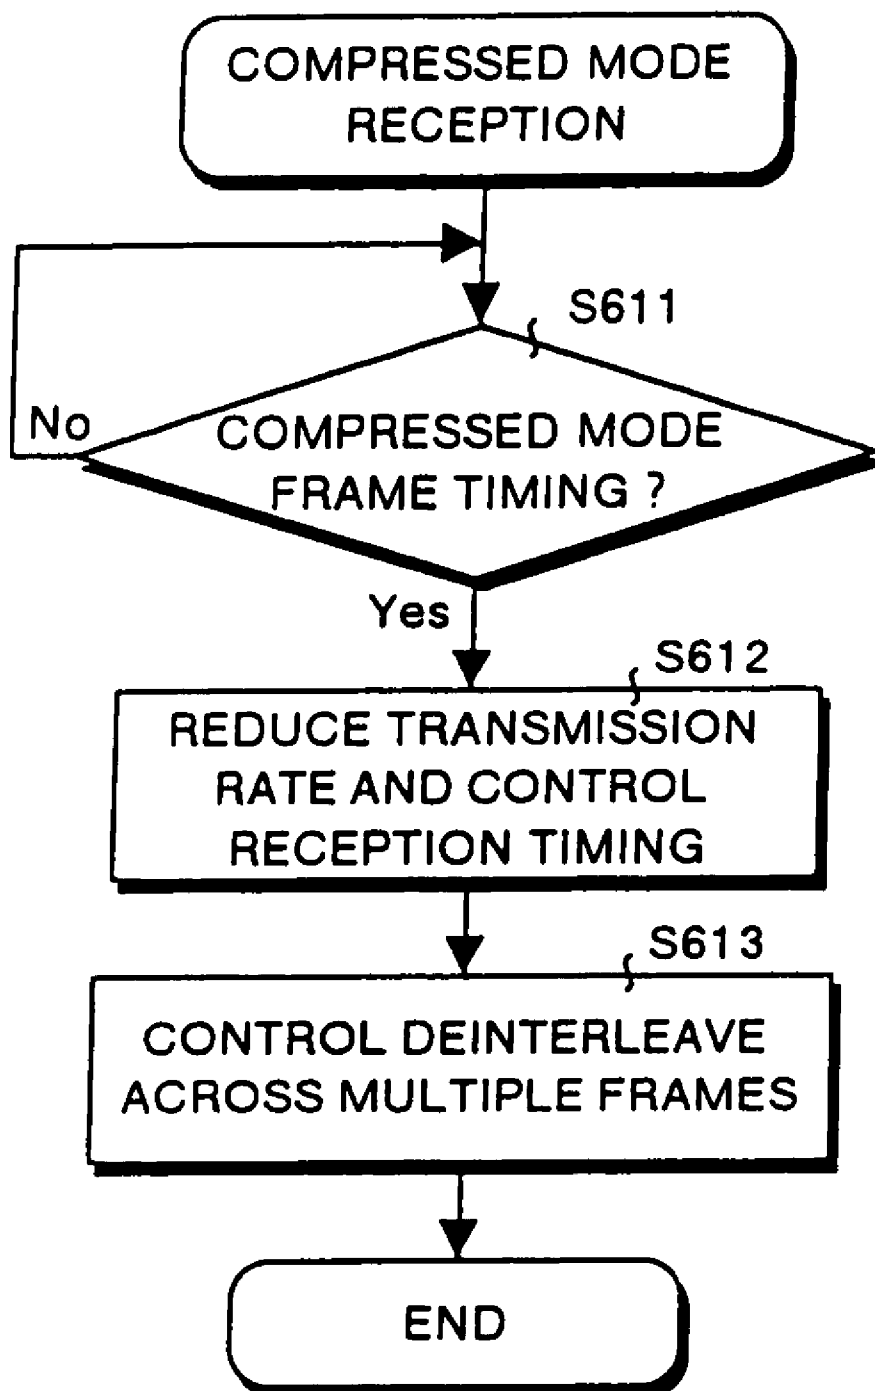 COMPRESSED MODE
RECEPTION
S611
No
COMPRESSED MODE
FRAME TIMING ?
Yes
S612
REDUCE TRANSMISSION
RATE AND CONTROL
RECEPTION TIMING
S613
CONTROL DEINTERLEAVE
ACROSS MULTIPLE FRAMES
END